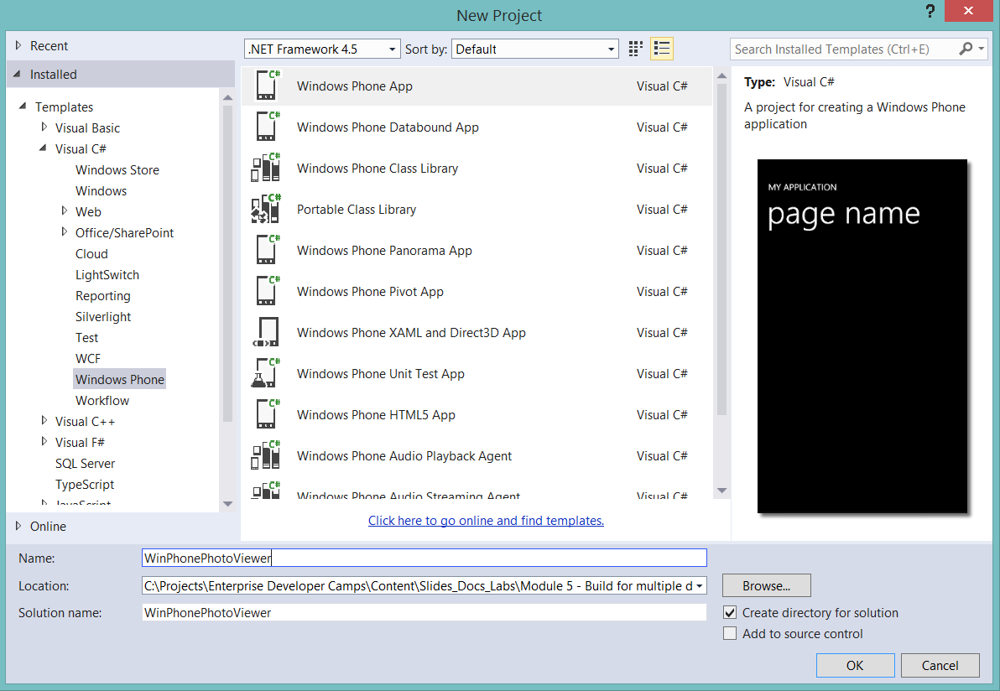 New Project
?
Recent
.NET Framework 4.5
Sort by:
Default
Search Installed Templates (Ctrl+E)
Installed
Templates
Visual Basic
Visual C#
Windows Store
Windows
Web
Office/SharePoint
Cloud
LightSwitch
Reporting
Silverlight
Test
WCF
Windows Phone
Workflow
Visual C++
Visual F#
SQL Server
TypeScript
JavaScript
Online
C# Windows Phone App Visual C#
C# Windows Phone Databound App Visual C#
C# Windows Phone Class Library Visual C#
C# Portable Class Library Visual C#
C# Windows Phone Panorama App Visual C#
C# Windows Phone Pivot App Visual C#
Windows Phone XAML and Direct3D App Visual C#
C# Windows Phone Unit Test App Visual C#
C# Windows Phone HTML5 App Visual C#
C# Windows Phone Audio Playback Agent Visual C#
C# Windows Phone Audio Streaming Agent Visual C#
Click here to go online and find templates.
Type: Visual C#
A project for creating a Windows Phone
application
MY APPLICATION
page name
Name: WinPhonePhotoViewer
Location: C:\Projects\Enterprise Developer Camps\Content\Slides_Docs_Labs\Module 5 - Build for multiple d
Browse...
Solution name: WinPhonePhotoViewer
Create directory for solution
Add to source control
OK
Cancel